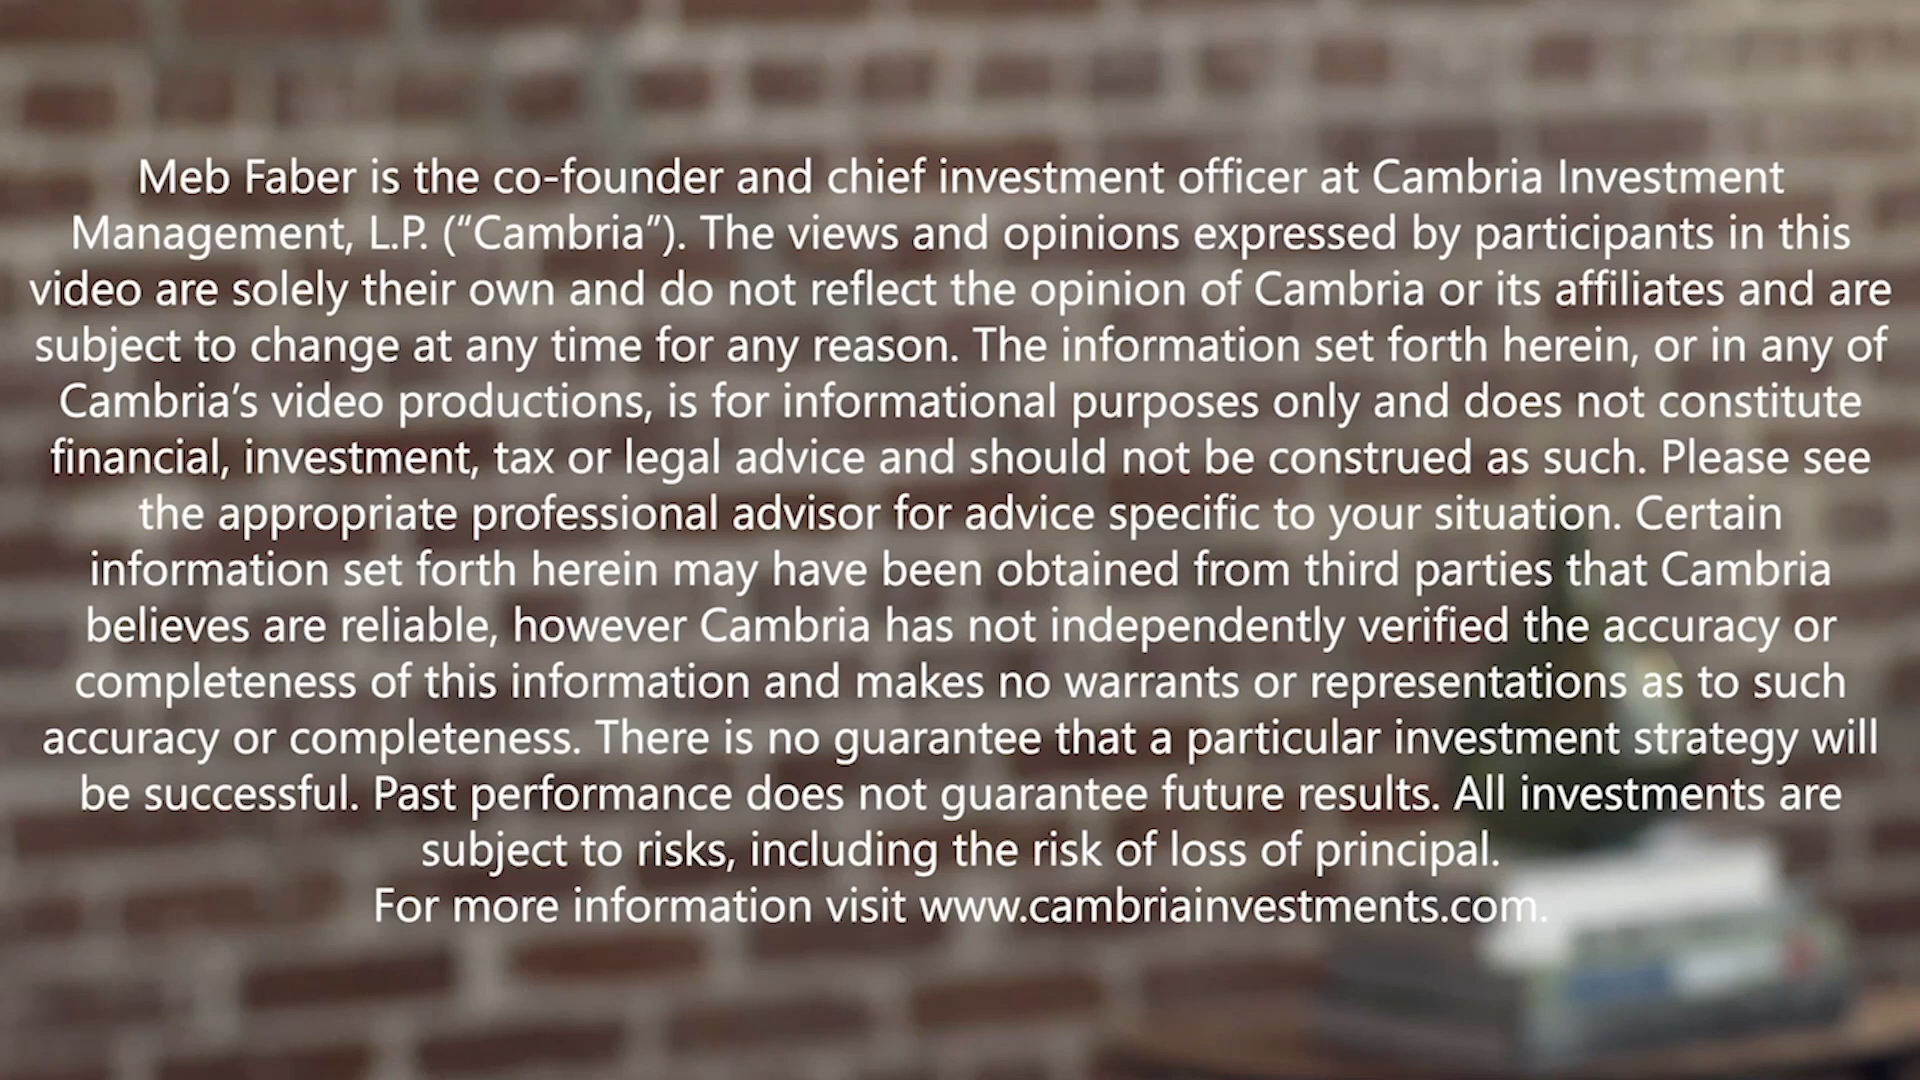 Meb Faber is the co-founder and chief investment officer at Cambria Investment
Management, L.P. (“Cambria”). The views and opinions expressed by participants in this
video are solely their own and do not reflect the opinion of Cambria or its affiliates and are
subject to change at any time for any reason. The information set forth herein, or in any of
Cambria’s video productions, is for informational purposes only and does not constitute
financial, investment, tax or legal advice and should not be construed as such. Please see
the appropriate professional advisor for advice specific to your situation. Certain
information set forth herein may have been obtained from third parties that Cambria
believes are reliable, however Cambria has not independently verified the accuracy or
completeness of this information and makes no warrants or representations as to such
accuracy or completeness. There is no guarantee that a particular investment strategy will
be successful. Past performance does not guarantee future results. All investments are
subject to risks, including the risk of loss of principal.
For more information visit www.cambriainvestments.com.